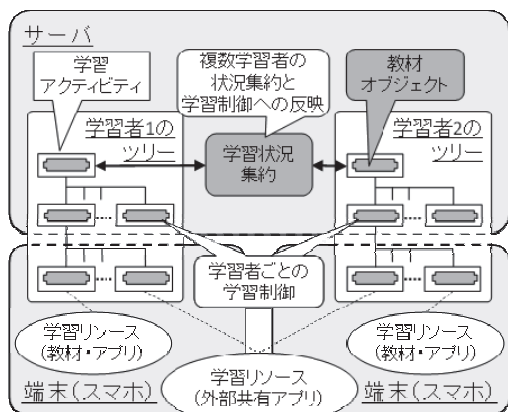 サーバ
学習
アクティビティ
複数学習者の
状況集約と
学習制御への反映
教材
オブジェクト
学習者1の
ツリー
学習状況
集約
学習者2の
ツリー
学習者ごとの
学習制御
学習リソース
(教材・アプリ)
学習リソース
(教材・アプリ)
端末(スマホ)
学習リソース
(外部共有アプリ)
端末(スマホ)